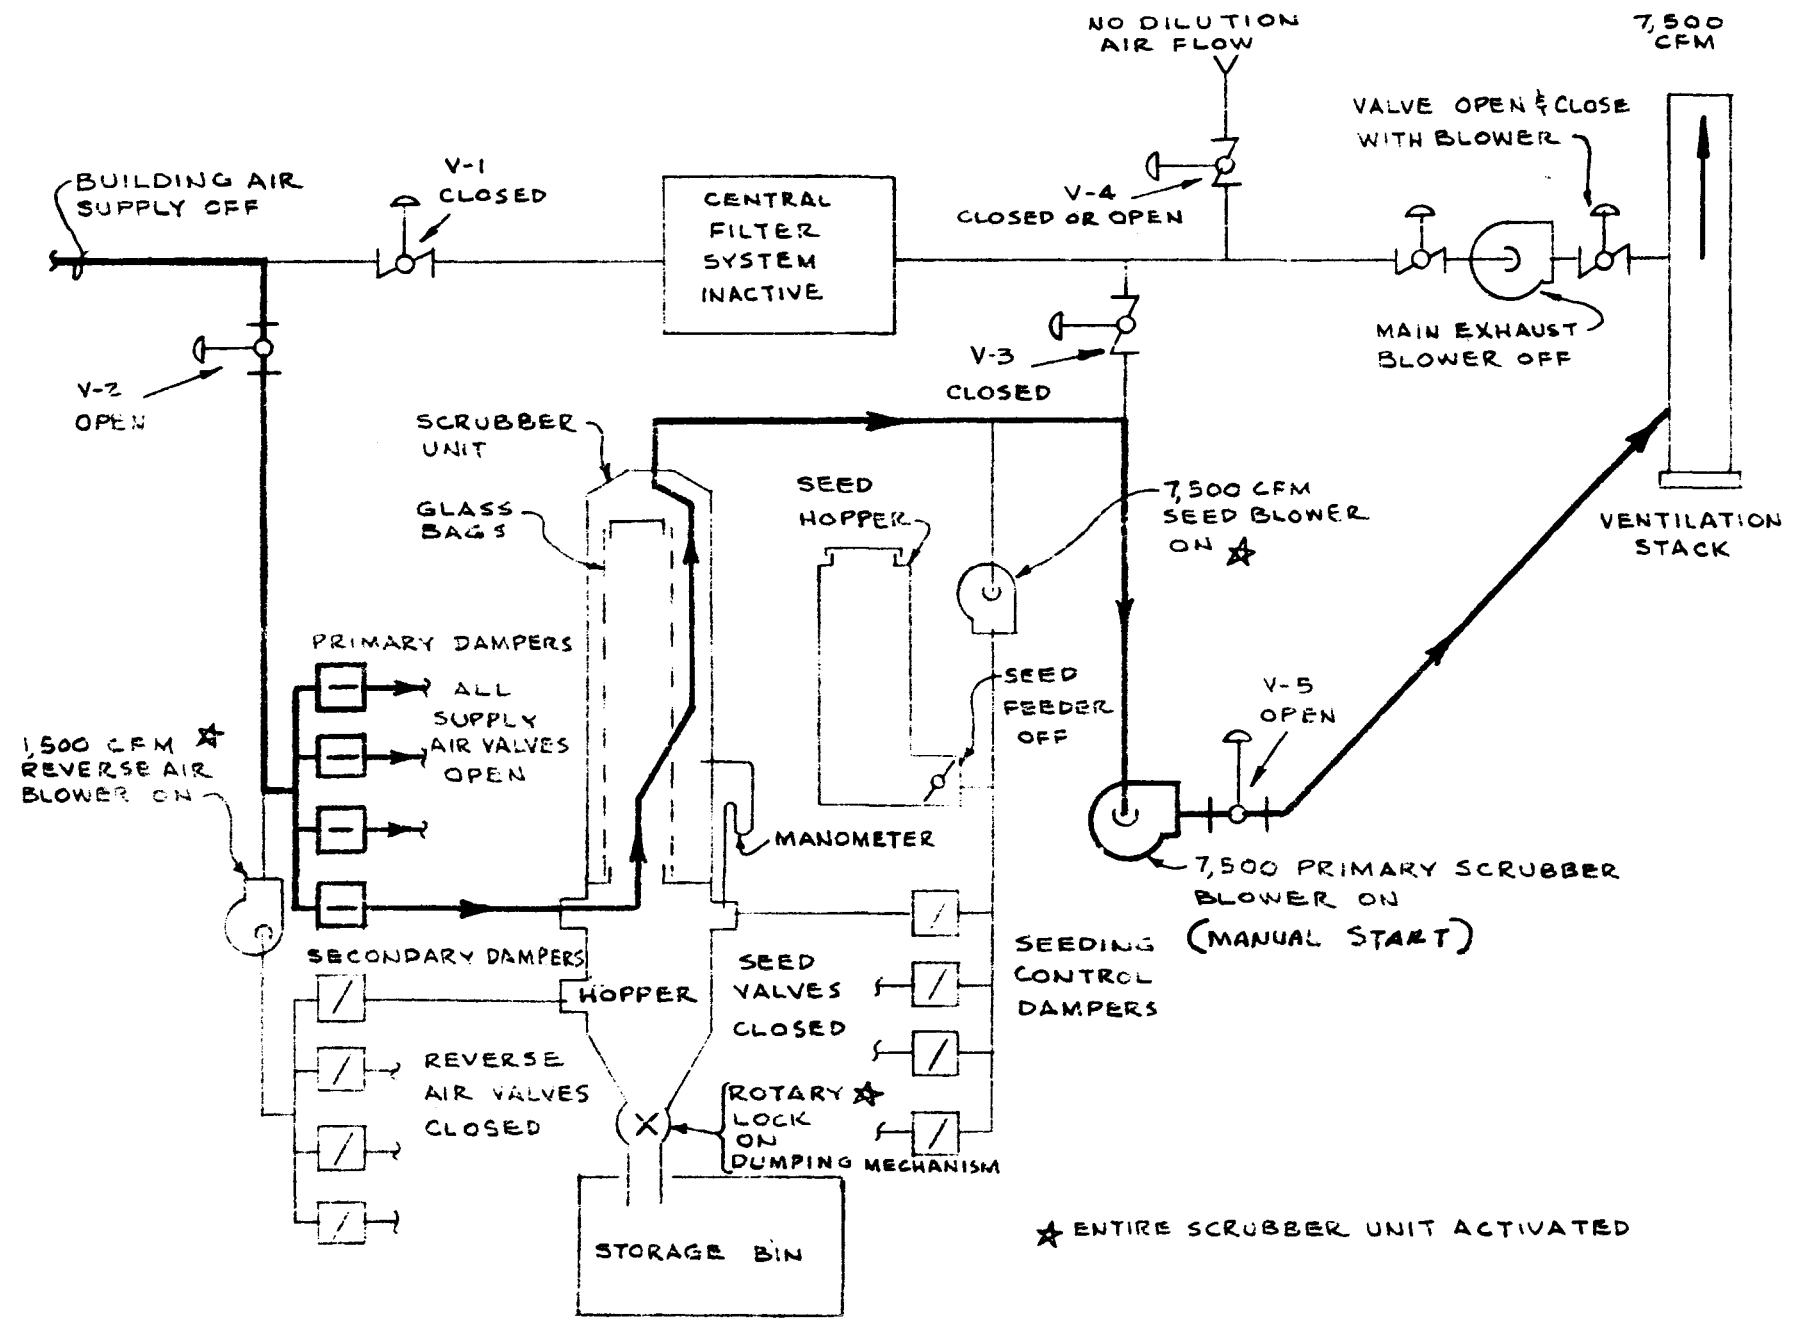 NO DILUTION
AIR FLOW
7,500
CFM
VALVE OPEN & CLOSE
WITH BLOWER
BUILDING AIR
SUPPLY OFF
V-1
CLOSED
CENTRAL
FILTER
SYSTEM
INACTIVE
V-4
CLOSED OR OPEN
MAIN EXHAUST
BLOWER OFF
V-2
OPEN
V-3
CLOSED
SCRUBBER
UNIT
GLASS
BAGS
SEED
HOPPER
7,500 CFM
SEED BLOWER
ON ☆
VENTILATION
STACK
PRIMARY DAMPERS
ALL
SUPPLY
AIR VALVES
OPEN
1,500 CFM ☆
REVERSE AIR
BLOWER ON
SEED
FEEDER
OFF
V-5
OPEN
MANOMETER
7,500 PRIMARY SCRUBBER
BLOWER ON
(MANUAL START)
SECONDARY DAMPERS
HOPPER
SEED
VALVES
CLOSED
SEEDING
CONTROL
DAMPERS
REVERSE
AIR VALVES
CLOSED
ROTARY ☆
LOCK
ON
DUMPING MECHANISM
STORAGE BIN
☆ ENTIRE SCRUBBER UNIT ACTIVATED